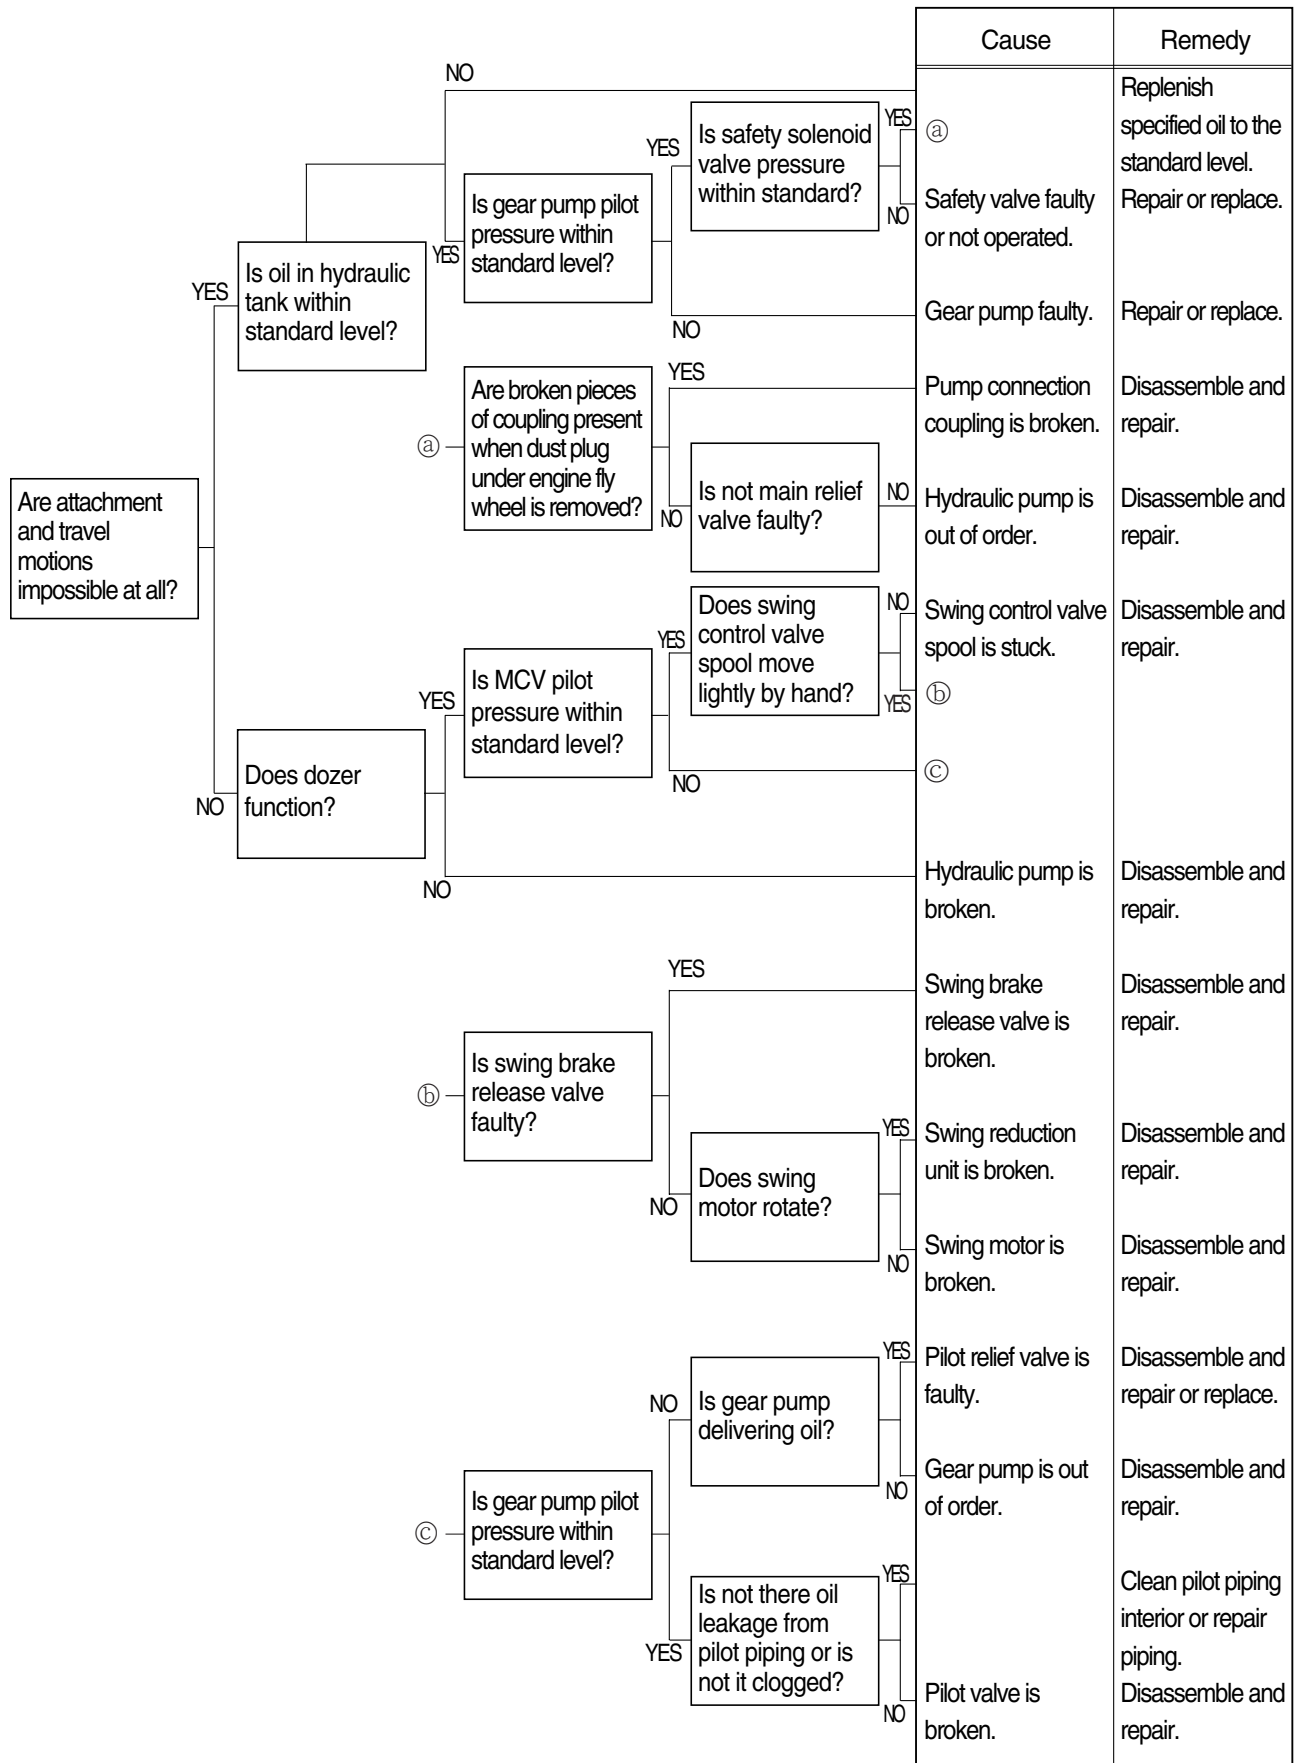 Cause
Remedy
NO
Replenish
specified oil to the
standard level.
YES
Is safety solenoid
valve pressure
within standard?
YES
ⓐ
NO
Safety valve faulty
or not operated.
Repair or replace.
Is gear pump pilot
pressure within
standard level?
YES
YES
Is oil in hydraulic
tank within
standard level?
NO
Gear pump faulty.
Repair or replace.
YES
Are broken pieces
of coupling present
when dust plug
under engine fly
wheel is removed?
ⓐ
Pump connection
coupling is broken.
Disassemble and
repair.
NO
Is not main relief
valve faulty?
NO
Hydraulic pump is
out of order.
Disassemble and
repair.
Are attachment
and travel
motions
impossible at all?
YES
Does swing
control valve
spool move
lightly by hand?
NO
Swing control valve
spool is stuck.
Disassemble and
repair.
YES
ⓑ
YES
Is MCV pilot
pressure within
standard level?
NO
ⓒ
NO
Does dozer
function?
NO
Hydraulic pump is
broken.
Disassemble and
repair.
YES
Swing brake
release valve is
broken.
Disassemble and
repair.
ⓑ
Is swing brake
release valve
faulty?
NO
Does swing
motor rotate?
YES
Swing reduction
unit is broken.
Disassemble and
repair.
NO
Swing motor is
broken.
Disassemble and
repair.
NO
Is gear pump
delivering oil?
YES
Pilot relief valve is
faulty.
Disassemble and
repair or replace.
NO
Gear pump is out
of order.
Disassemble and
repair.
ⓒ
Is gear pump pilot
pressure within
standard level?
YES
Is not there oil
leakage from
pilot piping or is
not it clogged?
YES
Clean pilot piping
interior or repair
piping.
NO
Pilot valve is
broken.
Disassemble and
repair.